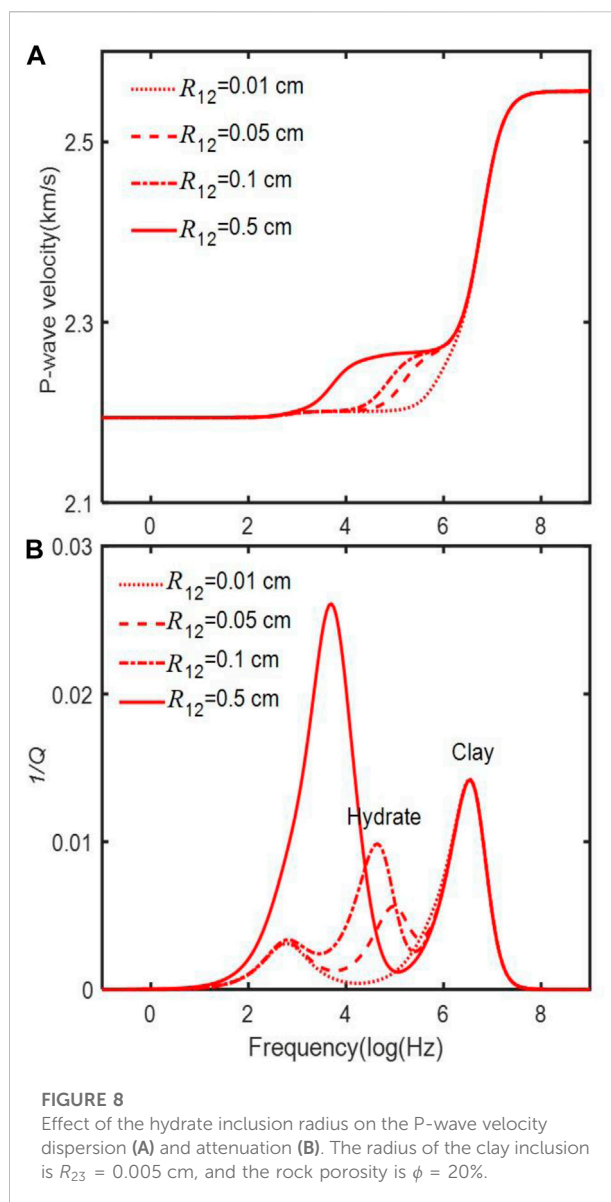 A
R12=0.01 cm
R12=0.05 cm
R12=0.1 cm
R12=0.5 cm
P-wave velocity(km/s)
2.5
2.3
2.1
0 2 4 6 8
B
0.03
R12=0.01 cm
R12=0.05 cm
R12=0.1 cm
R12=0.5 cm
0.02
1/Q
Clay
Hydrate
0.01
0
0 2 4 6 8
Frequency(log(Hz)
FIGURE 8
Effect of the hydrate inclusion radius on the P-wave velocity
dispersion (A) and attenuation (B). The radius of the clay inclusion
is R23 = 0.005 cm, and the rock porosity is ϕ = 20%.